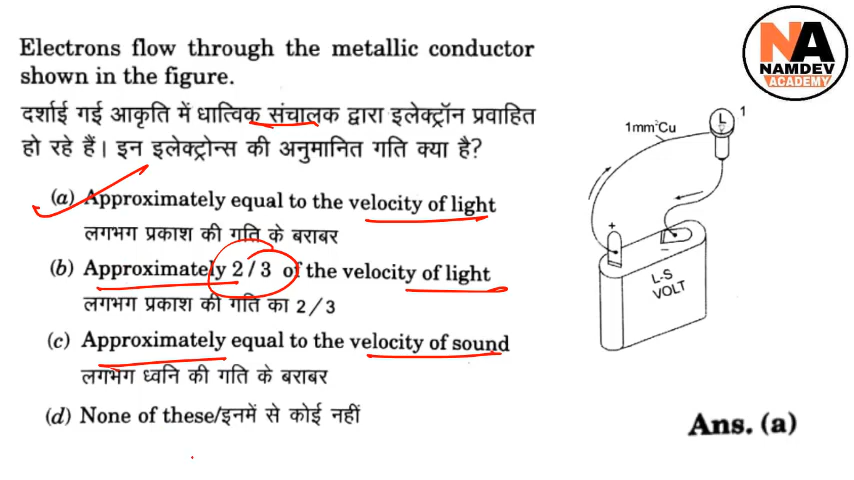 NA
NAMDEV
ACADEMY
Electrons flow through the metallic conductor
shown in the figure.
दर्शाई गई आकृति में धात्विक संचालक द्वारा इलेक्ट्रॉन प्रवाहित
हो रहे हैं। इन इलेक्ट्रोन्स की अनुमानित गति क्या है?
(a) Approximately equal to the velocity of light
लगभग प्रकाश की गति के बराबर
(b) Approximately 2/3 of the velocity of light
लगभग प्रकाश की गति का 2/3
(c) Approximately equal to the velocity of sound
लगभग ध्वनि की गति के बराबर
(d) None of these/इनमें से कोई नहीं
1mm²Cu
L
1
+
–
L-S
VOLT
Ans. (a)